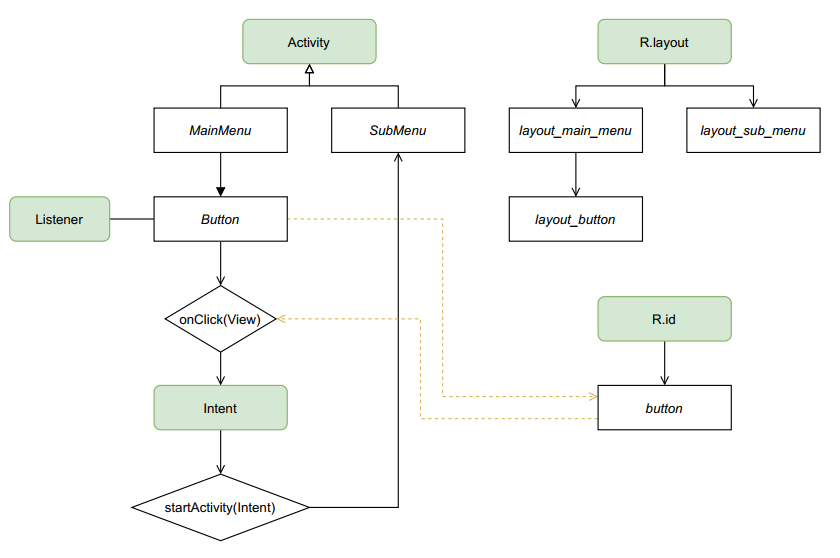 Activity
R.layout
MainMenu
SubMenu
layout_main_menu
layout_sub_menu
Listener
Button
layout_button
onClick(View)
R.id
Intent
button
startActivity(Intent)